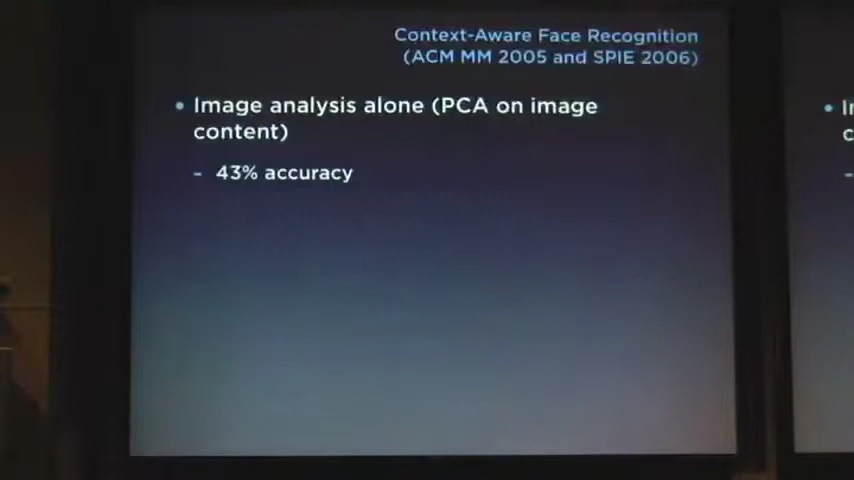 Context-Aware Face Recognition
(ACM MM 2005 and SPIE 2006)
• Image analysis alone (PCA on image
content)
- 43% accuracy